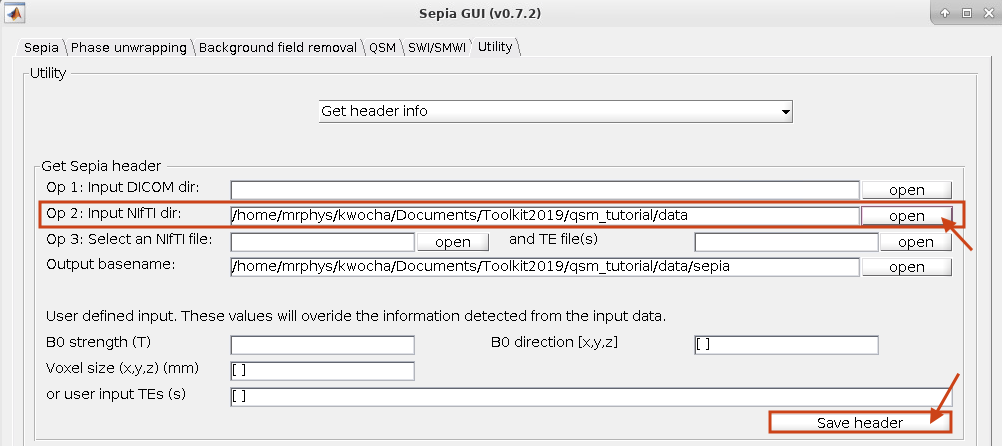 Sepia GUI (v0.7.2)
Sepia Phase unwrapping Background field removal QSM SWI/SMWI Utility
Utility
Get header info
Get Sepia header
Op 1: Input DICOM dir: open
Op 2: Input NIfTI dir: /home/mrphys/kwocha/Documents/Toolkit2019/qsm_tutorial/data open
Op 3: Select an NIfTI file: open and TE file(s) open
Output basename: /home/mrphys/kwocha/Documents/Toolkit2019/qsm_tutorial/data/sepia open
User defined input. These values will overide the information detected from the input data.
B0 strength (T) B0 direction [x,y,z] [ ]
Voxel size (x,y,z) (mm) [ ]
or user input TEs (s) [ ]
Save header